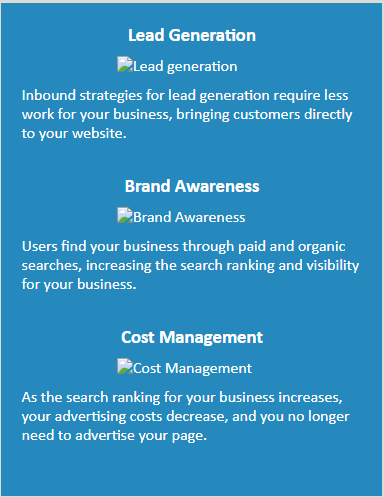 Lead Generation
Lead generation
Inbound strategies for lead generation require less
work for your business, bringing customers directly
to your website.
Brand Awareness
Brand Awareness
Users find your business through paid and organic
searches, increasing the search ranking and visibility
for your business.
Cost Management
Cost Management
As the search ranking for your business increases,
your advertising costs decrease, and you no longer
need to advertise your page.